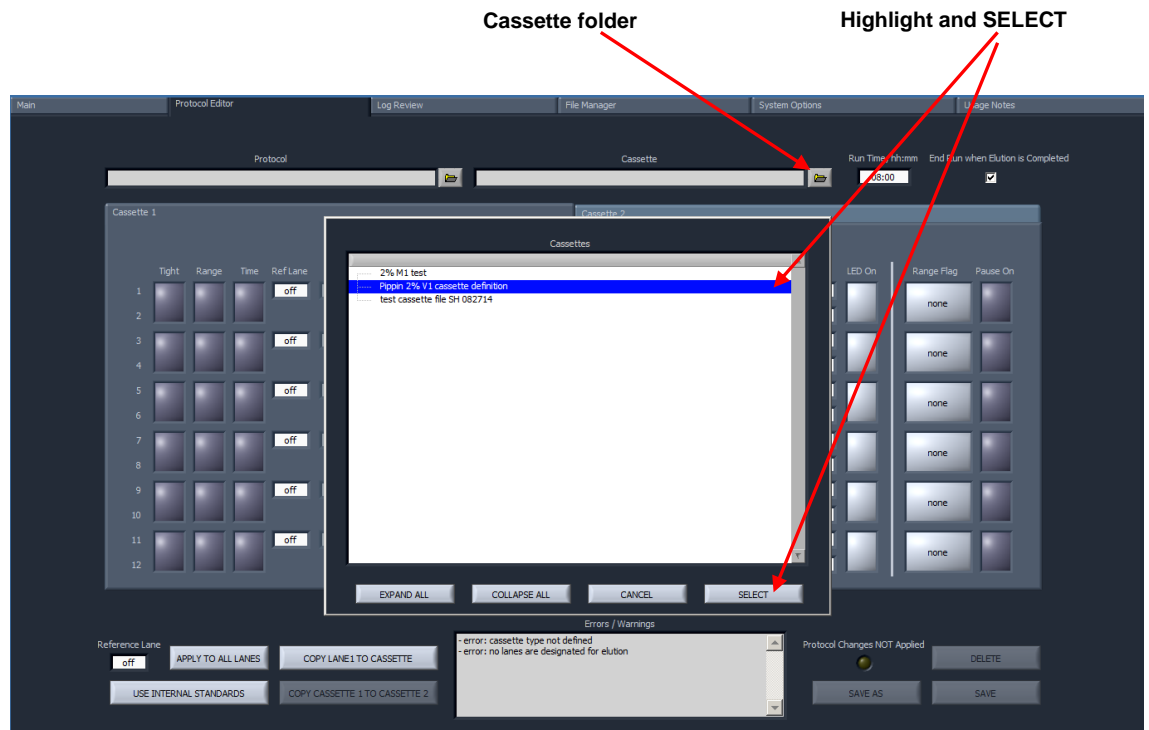 Cassette folder
Highlight and SELECT
Main
Protocol Editor
Log Review
File Manager
System Options
Usage Notes
Protocol
Cassette
Run Time, hh:mm
End Run when Elution is Completed
08:00
Cassette 1
Cassette 2
Cassettes
2% M1 test
Pippin 2% V1 cassette definition
test cassette file SH 082714
Tight
Range
Time
Ref Lane
LED On
Range Flag
Pause On
1
off
none
2
3
off
none
4
5
off
none
6
7
off
none
8
9
off
none
10
11
off
none
12
EXPAND ALL
COLLAPSE ALL
CANCEL
SELECT
Reference Lane
off
APPLY TO ALL LANES
COPY LANE 1 TO CASSETTE
USE INTERNAL STANDARDS
COPY CASSETTE 1 TO CASSETTE 2
Errors / Warnings
- error: cassette type not defined
- error: no lanes are designated for elution
Protocol Changes NOT Applied
DELETE
SAVE AS
SAVE